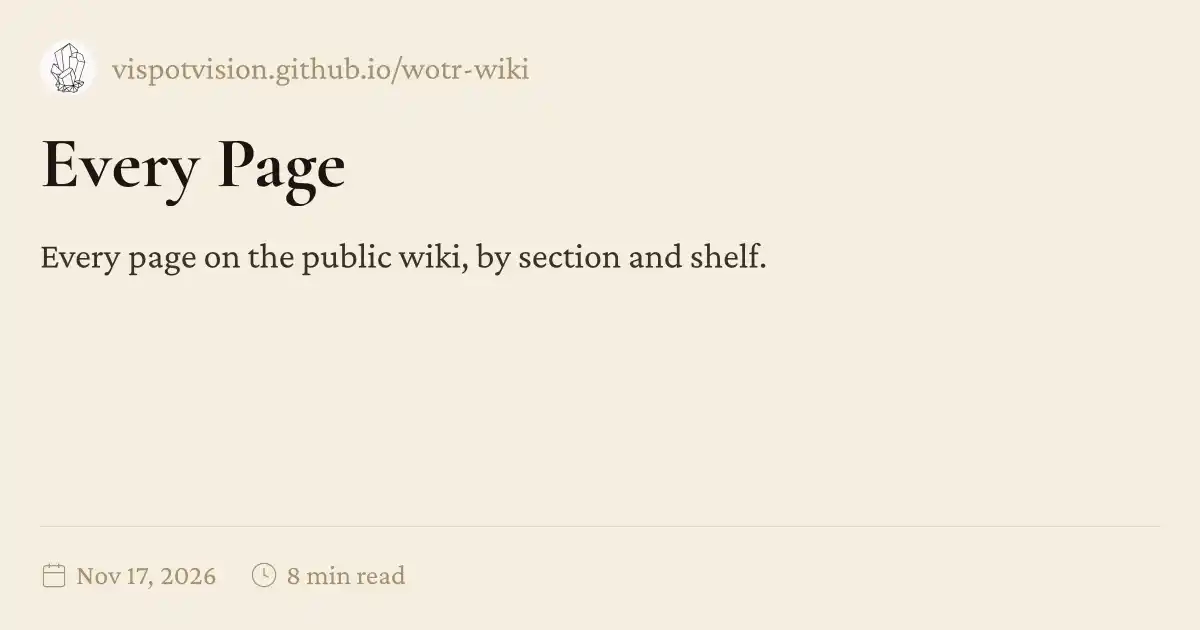 vispotvision.github.io/wotr-wiki
Every Page
Every page on the public wiki, by section and shelf.
Nov 17, 2026
8 min read